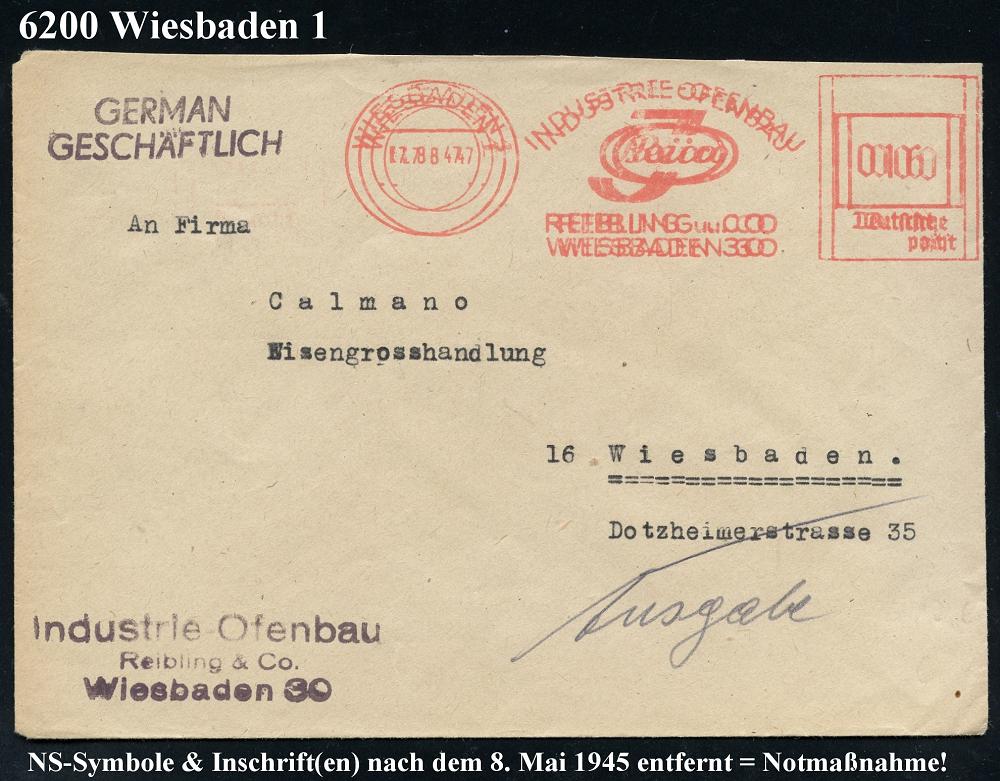 6200 Wiesbaden 1
GERMAN
GESCHÄFTLICH
WIESBADEN 1
INDUSTRIE OFENBAU
REIBLING u. CO
WIESBADEN 30
Deutsche
post
An Firma
Calmano
Eisengrosshandlung
16 Wiesbaden.
Dotzheimerstrasse 35
Ausgabe
Industrie-Ofenbau
Reibling & Co.
Wiesbaden 30
NS-Symbole & Inschrift(en) nach dem 8. Mai 1945 entfernt = Notmaßnahme!